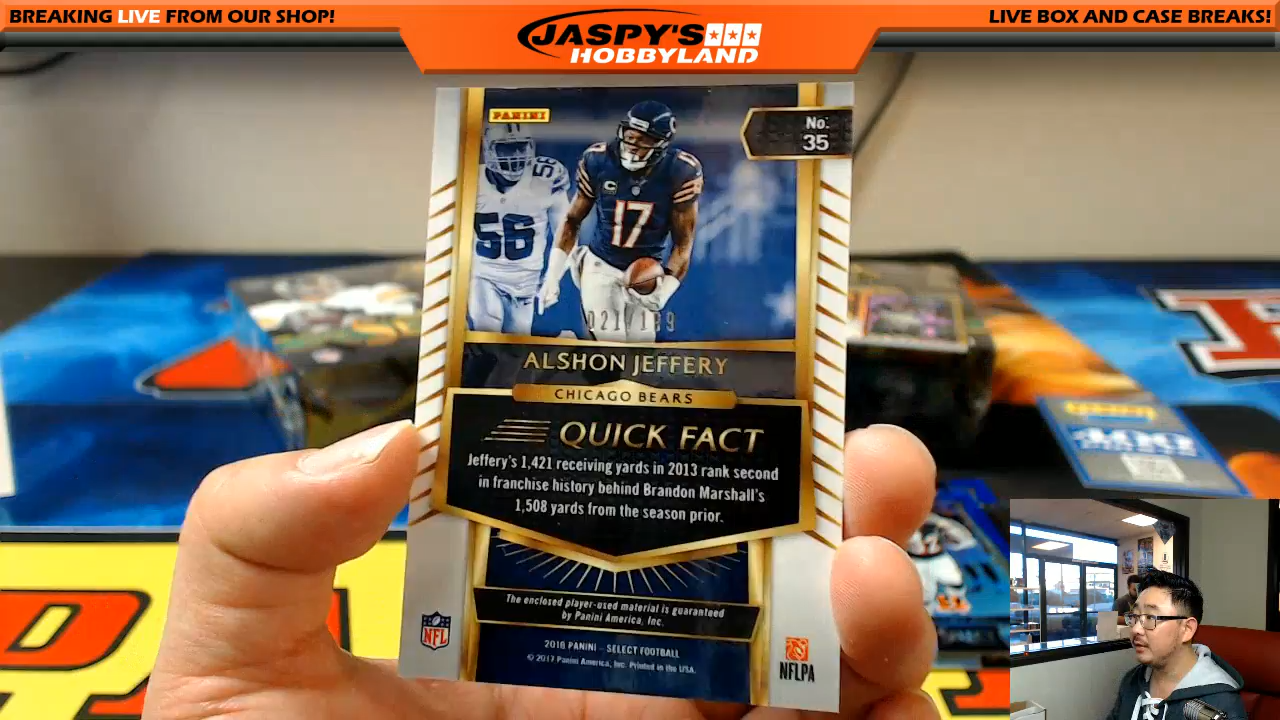 BREAKING LIVE FROM OUR SHOP!
JASPY'S
HOBBYLAND
LIVE BOX AND CASE BREAKS!
PANINI
No.
35
56
56
17
17
ALSHON JEFFERY
CHICAGO BEARS
QUICK FACT
Jeffery's 1,421 receiving yards in 2013 rank second
in franchise history behind Brandon Marshall's
1,508 yards from the season prior.
The enclosed player-used material is guaranteed
by Panini America, Inc.
2016 PANINI - SELECT FOOTBALL
© 2017 Panini America, Inc. Printed in the USA.
NFL
NFLPA